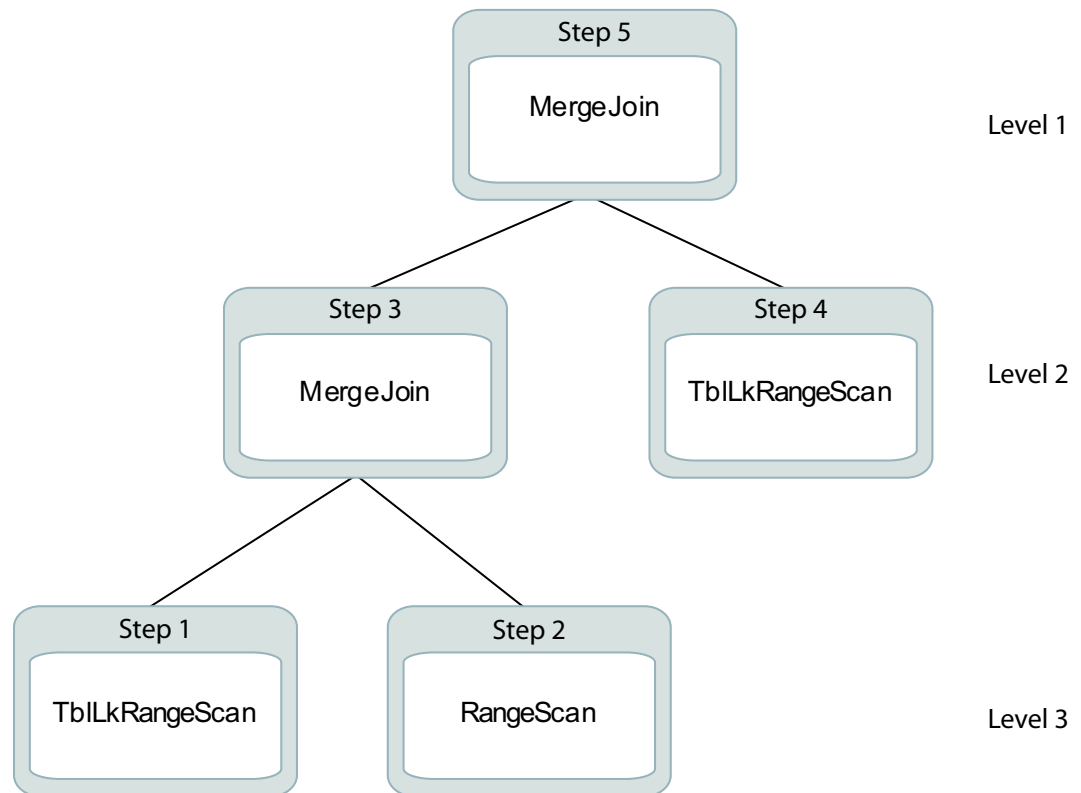 Step 5
MergeJoin
Level 1
Step 3
MergeJoin
Step 4
TblLkRangeScan
Level 2
Step 1
TblLkRangeScan
Step 2
RangeScan
Level 3